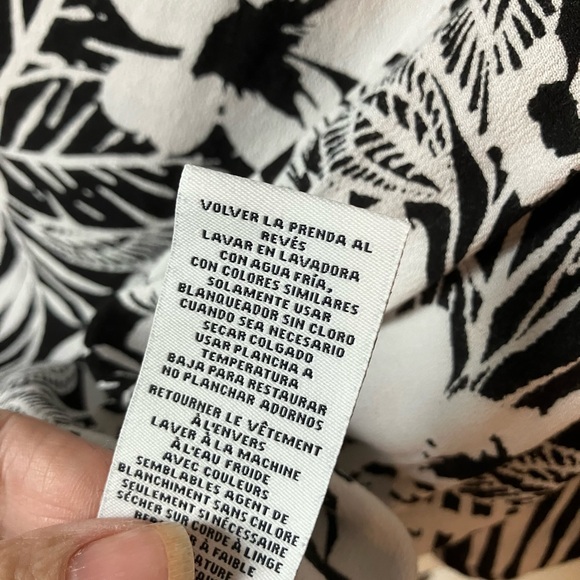 VOLVER LA PRENDA AL
REVÉS
LAVAR EN LAVADORA
CON AGUA FRÍA,
CON COLORES SIMILARES
SOLAMENTE USAR
BLANQUEADOR SIN CLORO
CUANDO SEA NECESARIO
SECAR COLGADO
USAR PLANCHA A
TEMPERATURA
BAJA PARA RESTAURAR
NO PLANCHAR ADORNOS
RETOURNER LE VÊTEMENT
À L'ENVERS
LAVER À LA MACHINE
À L'EAU FROIDE
AVEC COULEURS
SEMBLABLES AGENT DE
BLANCHIMENT SANS CHLORE
SEULEMENT SI NÉCESSAIRE
SÉCHER SUR CORDE À LINGE
À FAIBLE